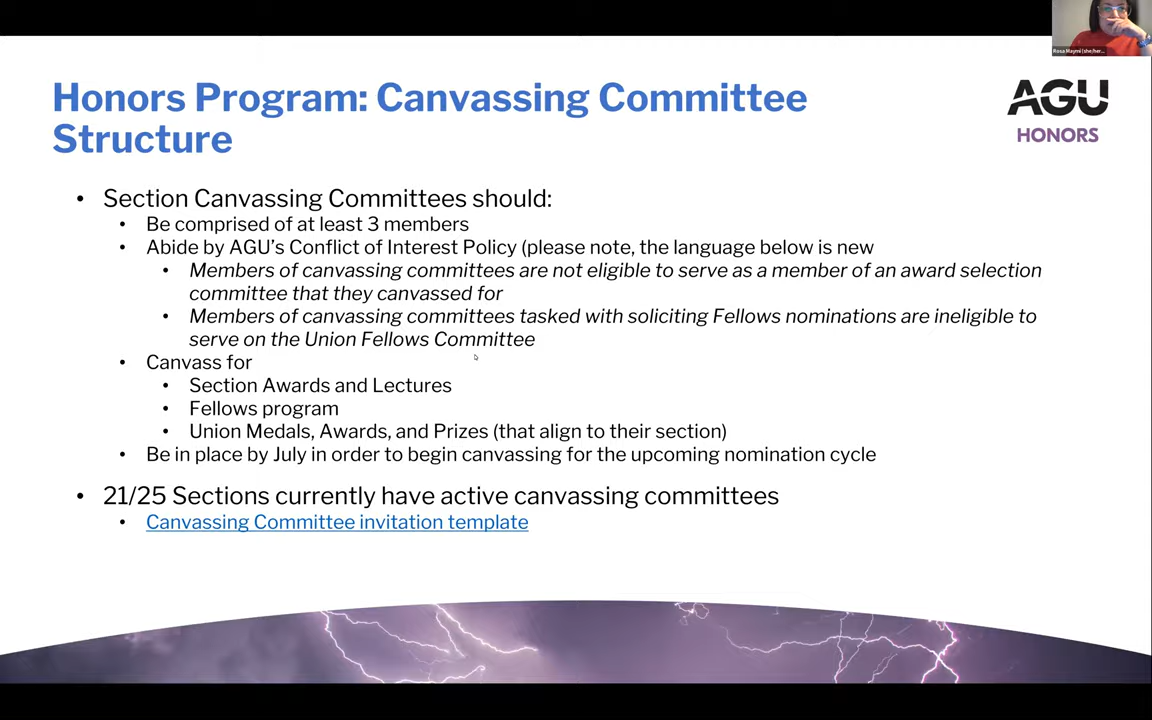 Rosa Maymi (she/her...
Honors Program: Canvassing Committee
Structure
AGU
HONORS
• Section Canvassing Committees should:
• Be comprised of at least 3 members
• Abide by AGU's Conflict of Interest Policy (please note, the language below is new
• Members of canvassing committees are not eligible to serve as a member of an award selection
committee that they canvassed for
• Members of canvassing committees tasked with soliciting Fellows nominations are ineligible to
serve on the Union Fellows Committee
• Canvass for
• Section Awards and Lectures
• Fellows program
• Union Medals, Awards, and Prizes (that align to their section)
• Be in place by July in order to begin canvassing for the upcoming nomination cycle
• 21/25 Sections currently have active canvassing committees
• Canvassing Committee invitation template